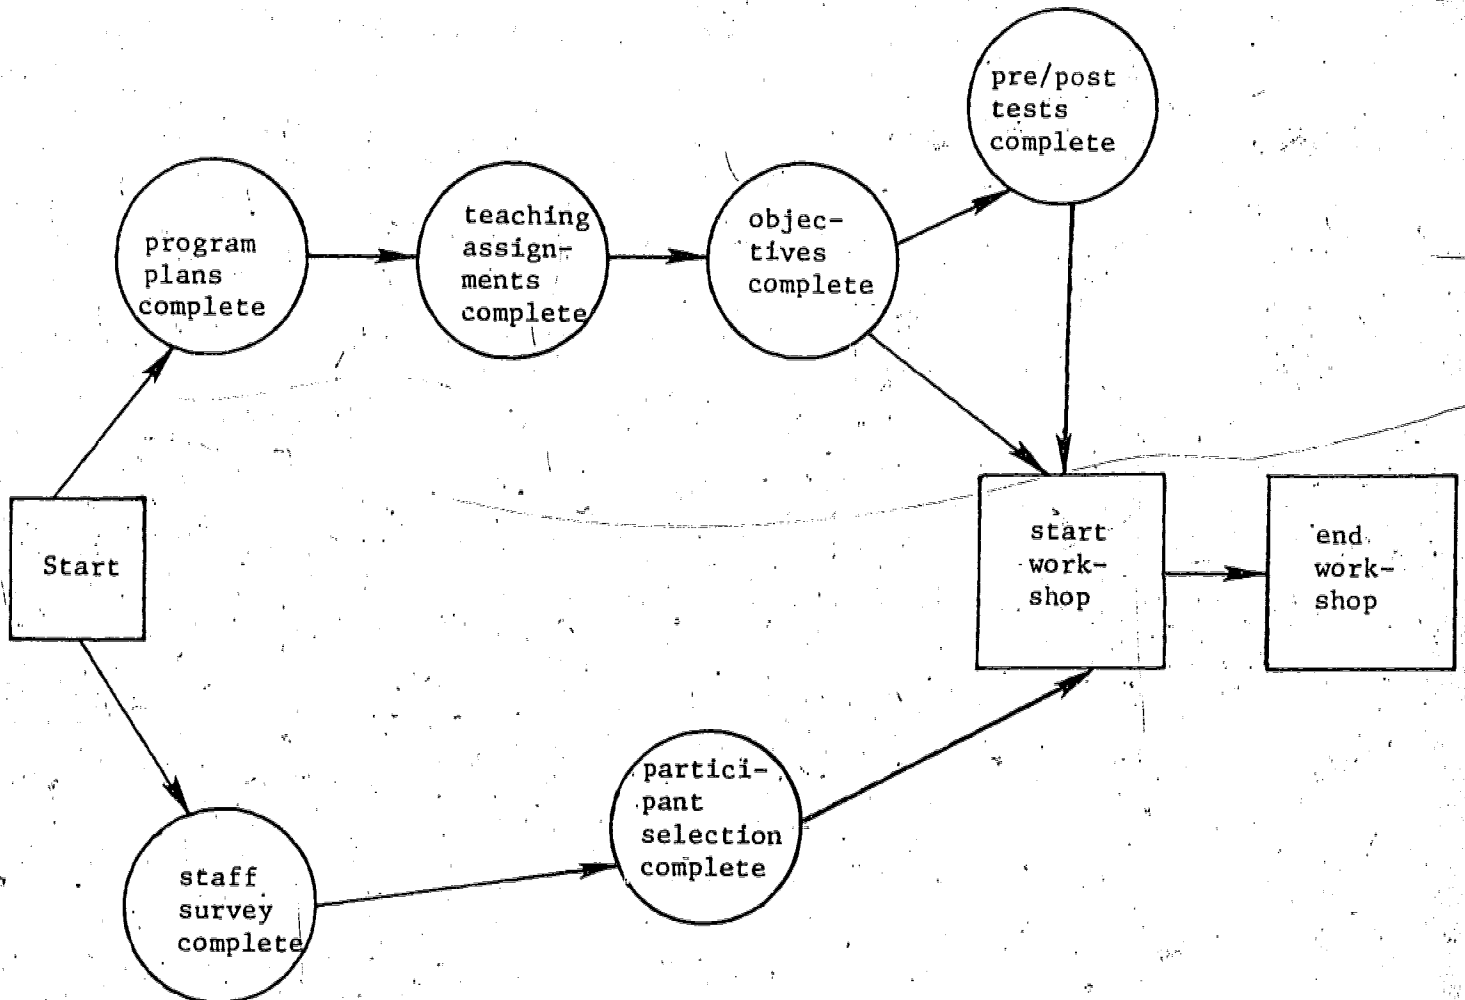 pre/post
tests
complete
program
plans
complete
teaching
assign-
ments
complete
objec-
tives
complete
Start
start
work-
shop
end
work-
shop
partici-
pant
selection
complete
staff
survey
complete